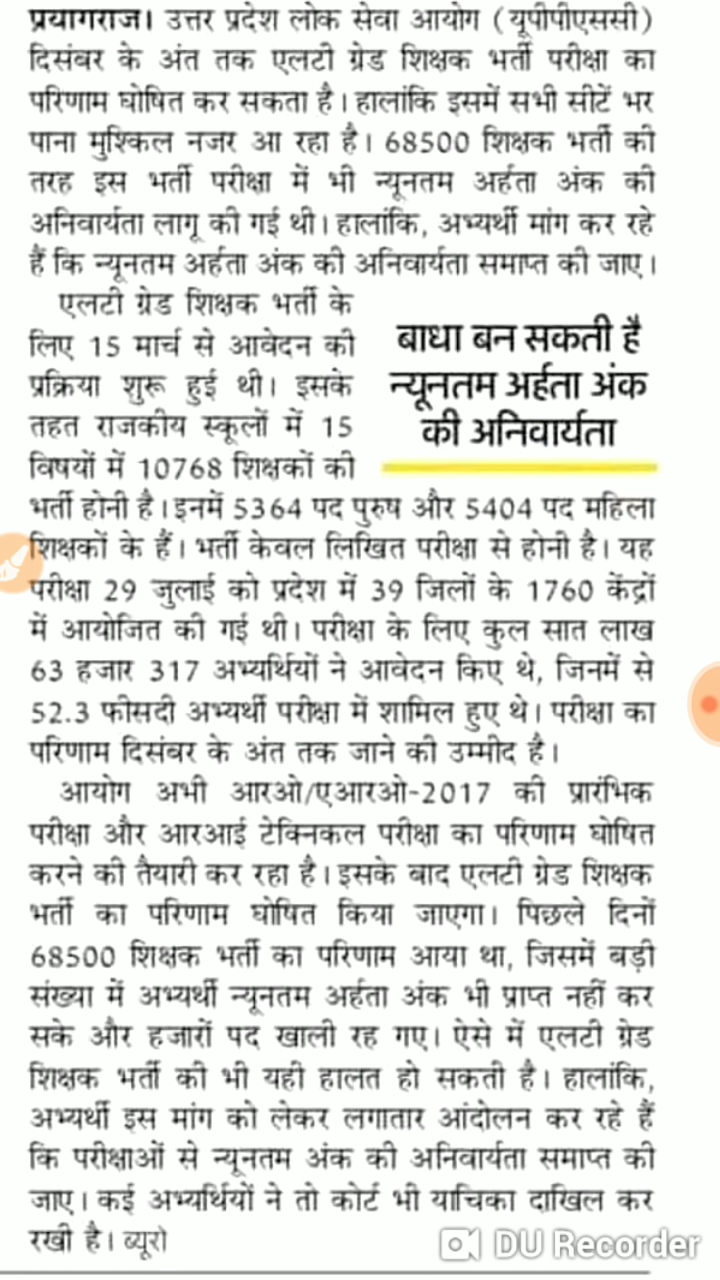 प्रयागराज। उत्तर प्रदेश लोक सेवा आयोग (यूपीपीएससी)
दिसंबर के अंत तक एलटी ग्रेड शिक्षक भर्ती परीक्षा का
परिणाम घोषित कर सकता है। हालांकि इसमें सभी सीटें भर
पाना मुश्किल नजर आ रहा है। 68500 शिक्षक भर्ती की
तरह इस भर्ती परीक्षा में भी न्यूनतम अर्हता अंक की
अनिवार्यता लागू की गई थी। हालांकि, अभ्यर्थी मांग कर रहे
हैं कि न्यूनतम अर्हता अंक की अनिवार्यता समाप्त की जाए।
एलटी ग्रेड शिक्षक भर्ती के
लिए 15 मार्च से आवेदन की
प्रक्रिया शुरू हुई थी। इसके
तहत राजकीय स्कूलों में 15
विषयों में 10768 शिक्षकों की
बाधा बन सकती है
न्यूनतम अर्हता अंक
की अनिवार्यता
भर्ती होनी है। इनमें 5364 पद पुरुष और 5404 पद महिला
शिक्षकों के हैं। भर्ती केवल लिखित परीक्षा से होनी है। यह
परीक्षा 29 जुलाई को प्रदेश में 39 जिलों के 1760 केंद्रों
में आयोजित की गई थी। परीक्षा के लिए कुल सात लाख
63 हजार 317 अभ्यर्थियों ने आवेदन किए थे, जिनमें से
52.3 फीसदी अभ्यर्थी परीक्षा में शामिल हुए थे। परीक्षा का
परिणाम दिसंबर के अंत तक जाने की उम्मीद है।
आयोग अभी आरओ/एआरओ-2017 की प्रारंभिक
परीक्षा और आरआई टेक्निकल परीक्षा का परिणाम घोषित
करने की तैयारी कर रहा है। इसके बाद एलटी ग्रेड शिक्षक
भर्ती का परिणाम घोषित किया जाएगा। पिछले दिनों
68500 शिक्षक भर्ती का परिणाम आया था, जिसमें बड़ी
संख्या में अभ्यर्थी न्यूनतम अर्हता अंक भी प्राप्त नहीं कर
सके और हजारों पद खाली रह गए। ऐसे में एलटी ग्रेड
शिक्षक भर्ती की भी यही हालत हो सकती है। हालांकि,
अभ्यर्थी इस मांग को लेकर लगातार आंदोलन कर रहे हैं
कि परीक्षाओं से न्यूनतम अंक की अनिवार्यता समाप्त की
जाए। कई अभ्यर्थियों ने तो कोर्ट भी याचिका दाखिल कर
रखी है। ब्यूरो
DU Recorder